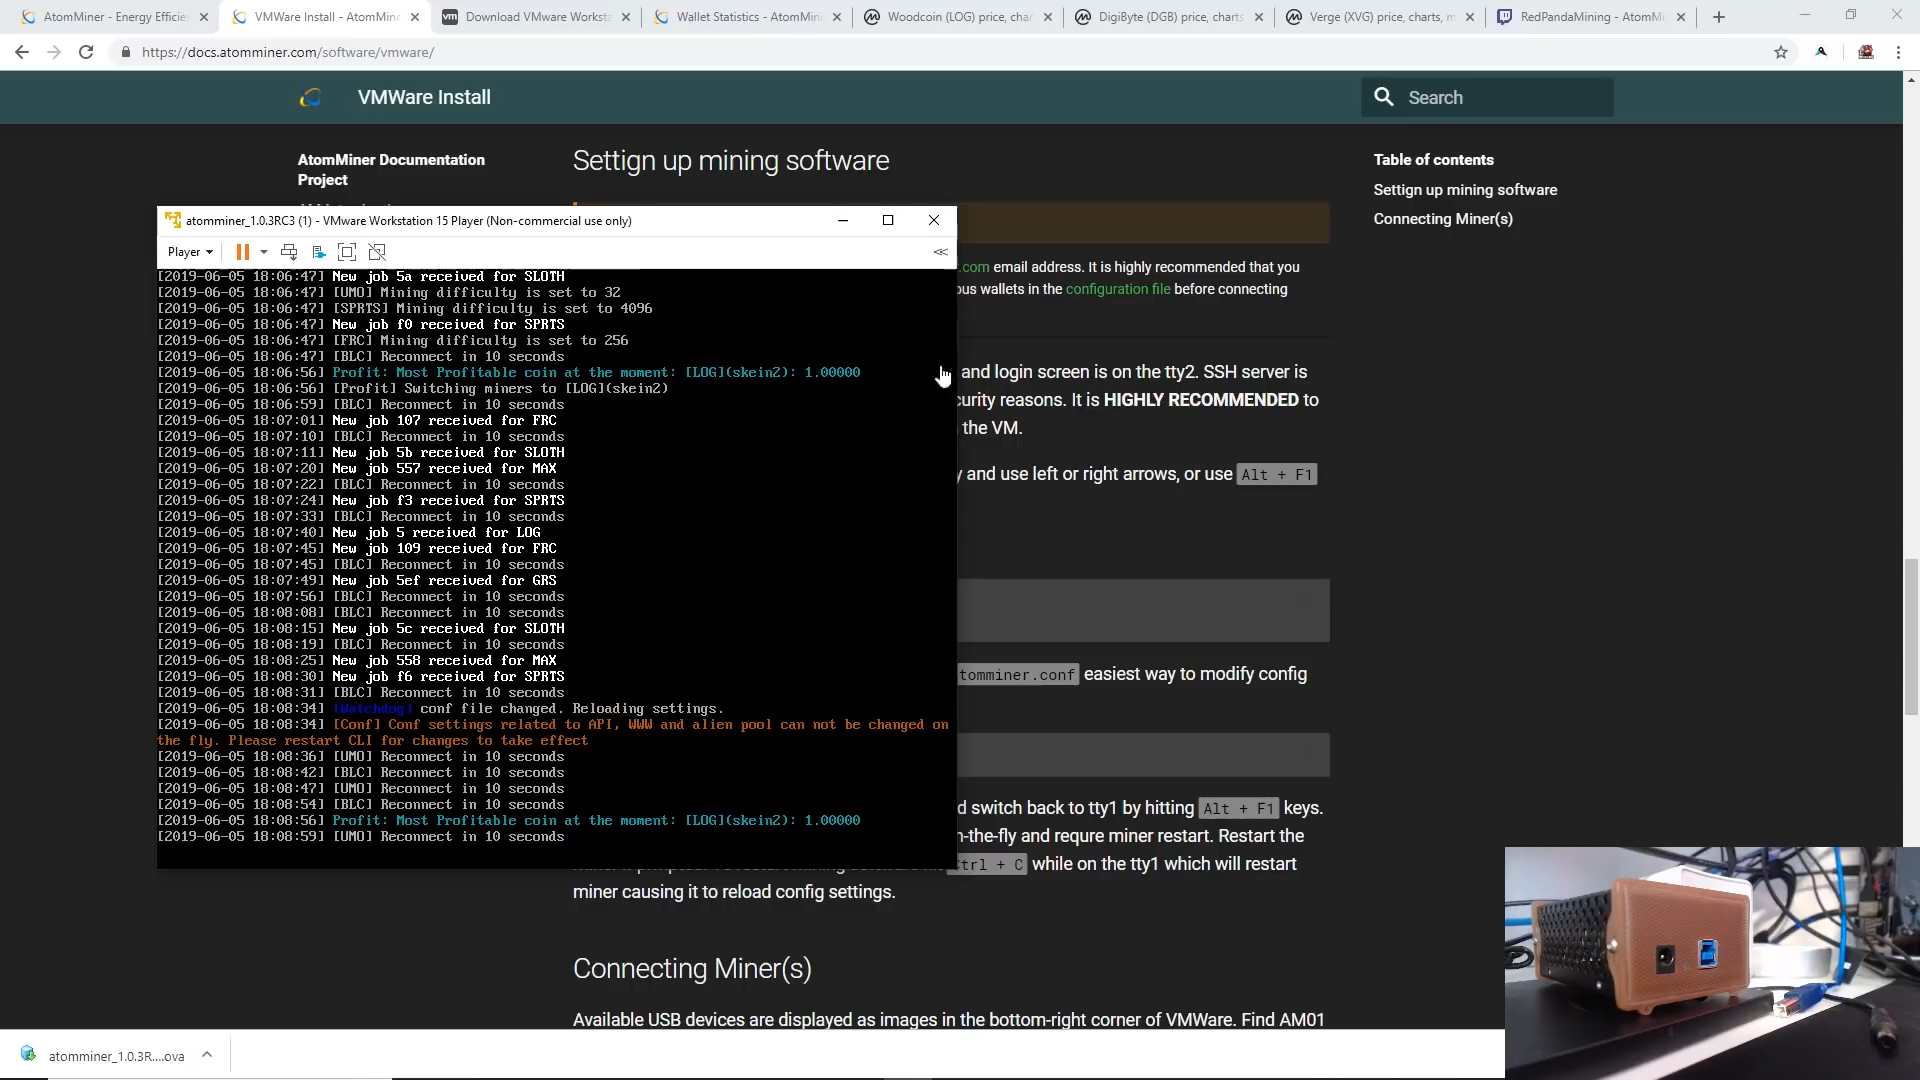 AtomMiner - Energy Efficie
VMWare Install - AtomMine
Download VMware Worksta
Wallet Statistics - AtomMine
Woodcoin (LOG) price, char
DigiByte (DGB) price, charts,
Verge (XVG) price, charts, m
RedPandaMining - AtomMi
https://docs.atomminer.com/software/vmware/
VMWare Install
Search
AtomMiner Documentation
Project
Settign up mining software
Table of contents
Settign up mining software
Connecting Miner(s)
atomminer_1.0.3RC3 (1) - VMware Workstation 15 Player (Non-commercial use only)
Player
[2019-06-05 18:06:47] New job 5a received for SLOTH
[2019-06-05 18:06:47] [UMO] Mining difficulty is set to 32
[2019-06-05 18:06:47] [SPRTS] Mining difficulty is set to 4096
[2019-06-05 18:06:47] New job f0 received for SPRTS
[2019-06-05 18:06:47] [FRC] Mining difficulty is set to 256
[2019-06-05 18:06:47] [BLC] Reconnect in 10 seconds
[2019-06-05 18:06:56] Profit: Most Profitable coin at the moment: [LOG](skein2): 1.00000
[2019-06-05 18:06:56] [Profit] Switching miners to [LOG](skein2)
[2019-06-05 18:06:59] [BLC] Reconnect in 10 seconds
[2019-06-05 18:07:01] New job 107 received for FRC
[2019-06-05 18:07:10] [BLC] Reconnect in 10 seconds
[2019-06-05 18:07:11] New job 5b received for SLOTH
[2019-06-05 18:07:20] New job 557 received for MAX
[2019-06-05 18:07:22] [BLC] Reconnect in 10 seconds
[2019-06-05 18:07:24] New job f3 received for SPRTS
[2019-06-05 18:07:33] [BLC] Reconnect in 10 seconds
[2019-06-05 18:07:40] New job 5 received for LOG
[2019-06-05 18:07:45] New job 109 received for FRC
[2019-06-05 18:07:45] [BLC] Reconnect in 10 seconds
[2019-06-05 18:07:49] New job 5ef received for GRS
[2019-06-05 18:07:56] [BLC] Reconnect in 10 seconds
[2019-06-05 18:08:08] [BLC] Reconnect in 10 seconds
[2019-06-05 18:08:15] New job 5c received for SLOTH
[2019-06-05 18:08:19] [BLC] Reconnect in 10 seconds
[2019-06-05 18:08:25] New job 558 received for MAX
[2019-06-05 18:08:30] New job f6 received for SPRTS
[2019-06-05 18:08:31] [BLC] Reconnect in 10 seconds
[2019-06-05 18:08:34] [Watchdog] conf file changed. Reloading settings.
[2019-06-05 18:08:34] [Conf] Conf settings related to API, WWW and alien pool can not be changed on
the fly. Please restart CLI for changes to take effect
[2019-06-05 18:08:36] [UMO] Reconnect in 10 seconds
[2019-06-05 18:08:42] [BLC] Reconnect in 10 seconds
[2019-06-05 18:08:47] [UMO] Reconnect in 10 seconds
[2019-06-05 18:08:54] [BLC] Reconnect in 10 seconds
[2019-06-05 18:08:56] Profit: Most Profitable coin at the moment: [LOG](skein2): 1.00000
[2019-06-05 18:08:59] [UMO] Reconnect in 10 seconds
.com email address. It is highly recommended that you
ous wallets in the configuration file before connecting
and login screen is on the tty2. SSH server is
curity reasons. It is HIGHLY RECOMMENDED to
the VM.
y and use left or right arrows, or use Alt + F1
tomminer.conf easiest way to modify config
d switch back to tty1 by hitting Alt + F1 keys.
n-the-fly and requre miner restart. Restart the
Ctrl + C while on the tty1 which will restart
miner causing it to reload config settings.
Connecting Miner(s)
Available USB devices are displayed as images in the bottom-right corner of VMWare. Find AM01
atomminer_1.0.3R....ova